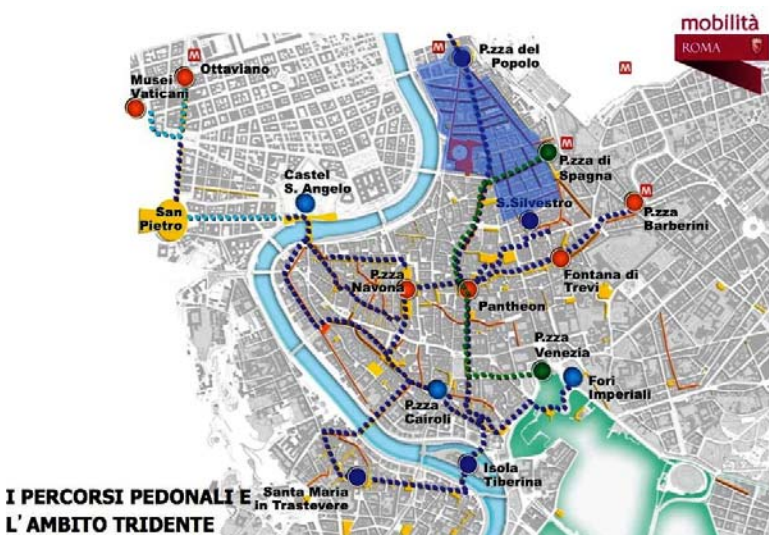 mobilità
ROMA
M
M
M
M
M
Ottaviano
Musei
Vaticani
P.zza del
Popolo
P.zza di
Spagna
Castel
S. Angelo
S.Silvestro
San
Pietro
P.zza
Barberini
P.zza
Navona
Fontana di
Trevi
Pantheon
P.zza
Venezia
Fori
Imperiali
P.zza
Cairoli
Isola
Tiberina
Santa Maria
in Trastevere
I PERCORSI PEDONALI E
L' AMBITO TRIDENTE